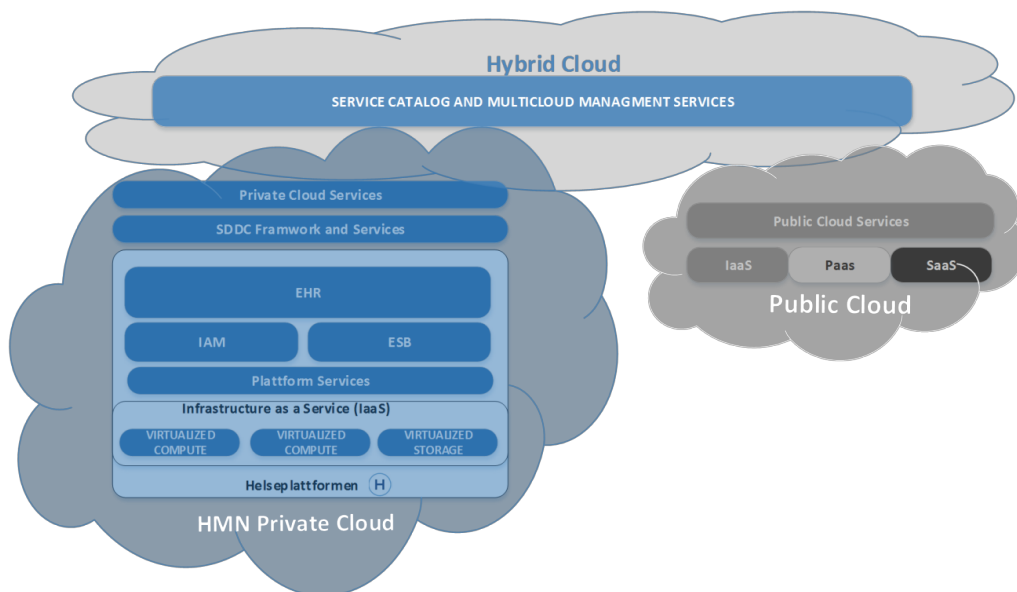 Hybrid Cloud
SERVICE CATALOG AND MULTICLOUD MANAGMENT SERVICES
Private Cloud Services
SDDC Framwork and Services
EHR
IAM
ESB
Plattform Services
Infrastructure as a Service (IaaS)
VIRTUALIZED
COMPUTE
VIRTUALIZED
COMPUTE
VIRTUALIZED
STORAGE
Helseplattformen H
HMN Private Cloud
Public Cloud Services
IaaS
Paas
SaaS
Public Cloud